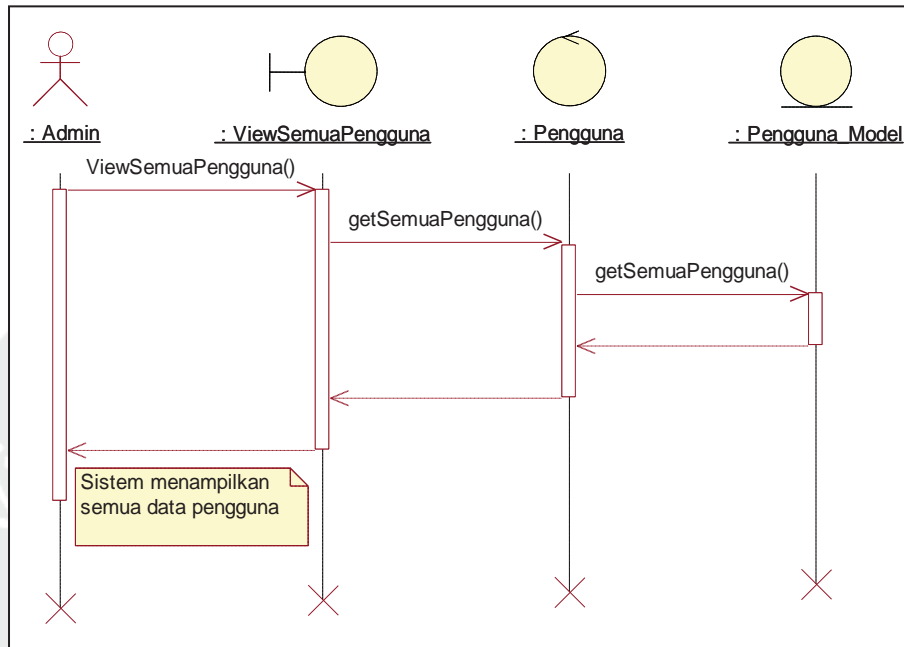 : Admin
: ViewSemuaPengguna
: Pengguna
: Pengguna_Model
ViewSemuaPengguna()
getSemuaPengguna()
getSemuaPengguna()
Sistem menampilkan
semua data pengguna